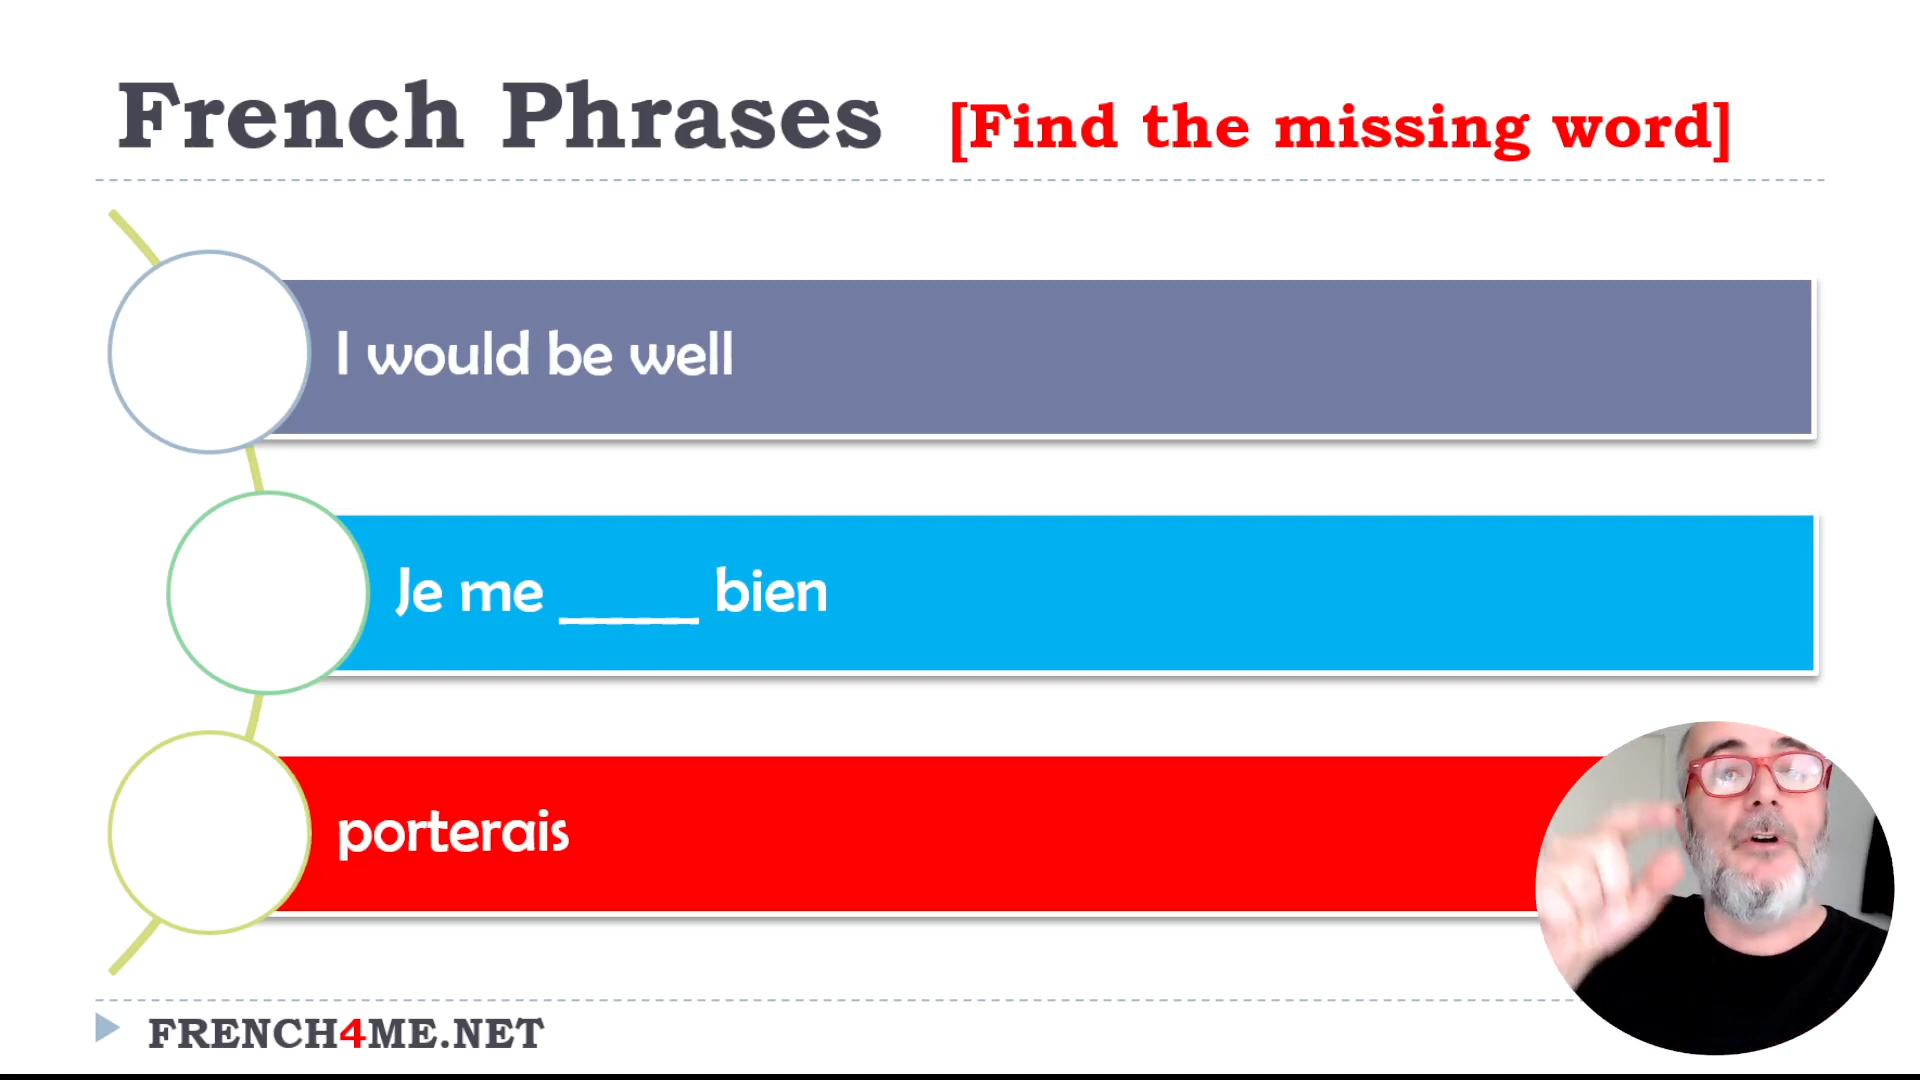 French Phrases [Find the missing word]
I would be well
Je me _____ bien
porterais
FRENCH4ME.NET